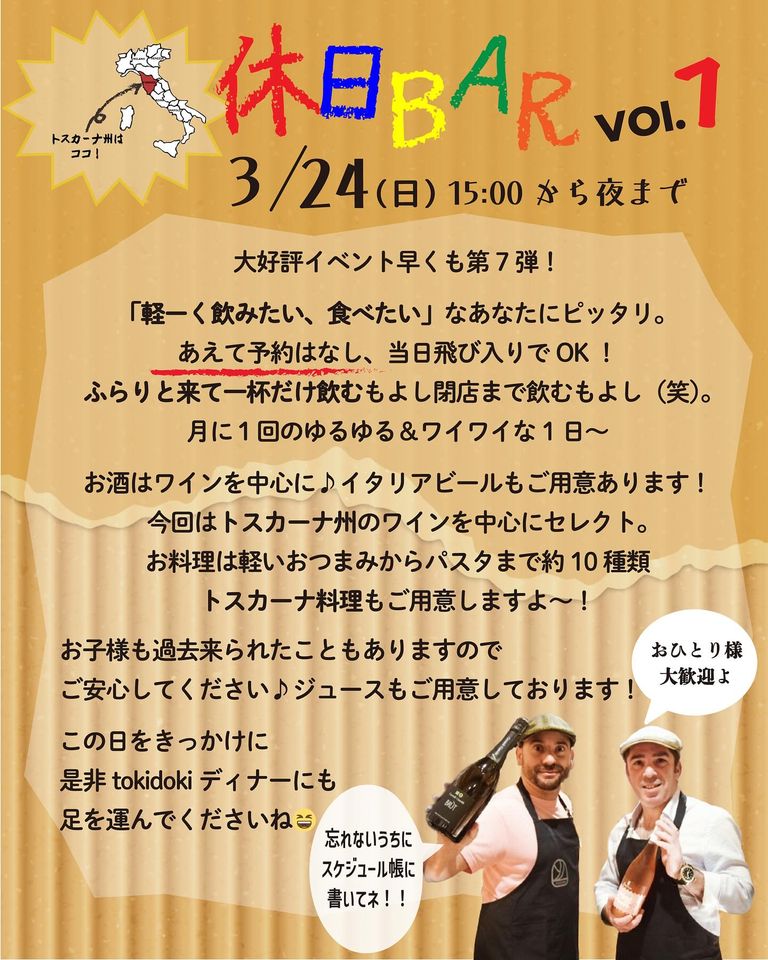 トスカーナ州は
ココ！
休日BAR vol.1
3/24(日) 15:00 から夜まで
大好評イベント早くも第7弾！
「軽ーく飲みたい、食べたい」なあなたにピッタリ。
あえて予約はなし、当日飛び入りでOK！
ふらりと来て一杯だけ飲むもよし閉店まで飲むもよし（笑）。
月に1回のゆるゆる＆ワイワイな1日〜
お酒はワインを中心に♪イタリアビールもご用意あります！
今回はトスカーナ州のワインを中心にセレクト。
お料理は軽いおつまみからパスタまで約10種類
トスカーナ料理もご用意しますよ〜！
お子様も過去来られたこともありますので
ご安心してください♪ジュースもご用意しております！
おひとり様
大歓迎よ
この日をきっかけに
是非tokidokiディナーにも
足を運んでくださいね😆
忘れないうちに
スケジュール帳に
書いてネ！！
BRUT